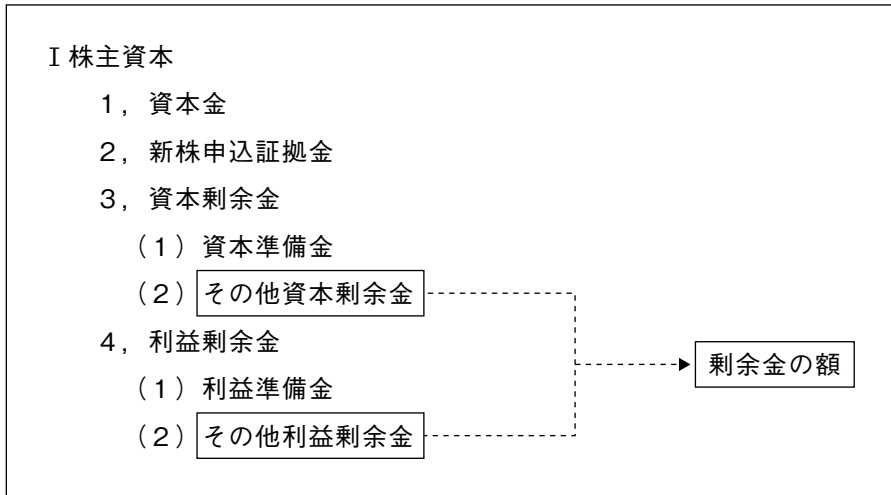 Ⅰ株主資本
1，資本金
2，新株申込証拠金
3，資本剰余金
（1）資本準備金
（2）その他資本剰余金
4，利益剰余金
剰余金の額
（1）利益準備金
（2）その他利益剰余金